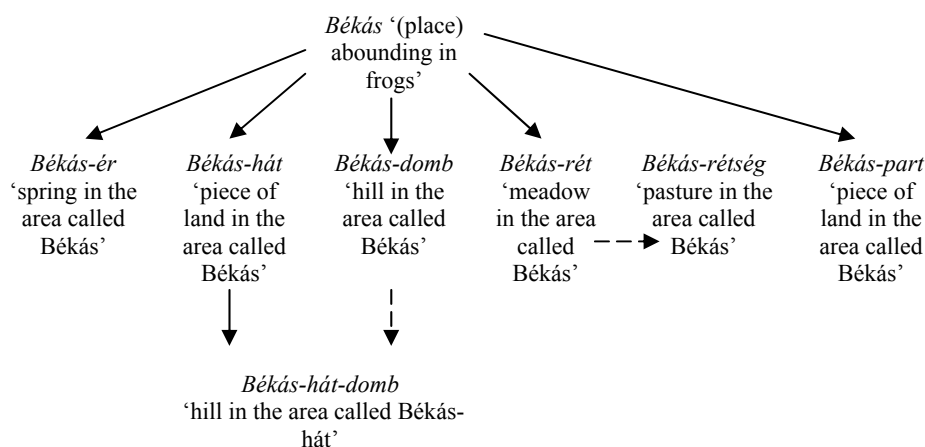 Békás ‘(place)
abounding in
frogs’
Békás-ér
‘spring in the
area called
Békás’
Békás-hát
‘piece of
land in the
area called
Békás’
Békás-domb
‘hill in the
area called
Békás’
Békás-rét
‘meadow
in the area
called
Békás’
Békás-rétség
‘pasture in the
area called
Békás’
Békás-part
‘piece of
land in the
area called
Békás’
Békás-hát-domb
‘hill in the area called Békás-
hát’